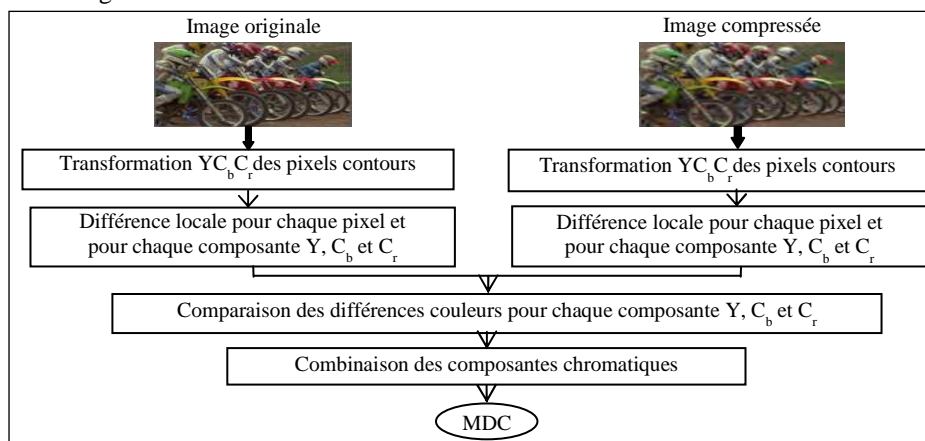 Image originale
Image compressée
Transformation YCbCr des pixels contours
Transformation YCbCr des pixels contours
Différence locale pour chaque pixel et
pour chaque composante Y, Cb et Cr
Différence locale pour chaque pixel et
pour chaque composante Y, Cb et Cr
Comparaison des différences couleurs pour chaque composante Y, Cb et Cr
Combinaison des composantes chromatiques
MDC